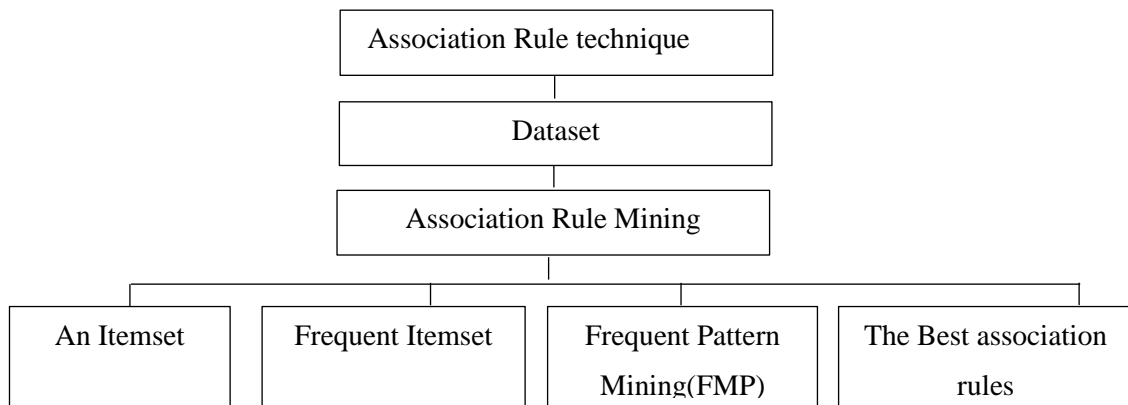 Association Rule technique
Dataset
Association Rule Mining
An Itemset
Frequent Itemset
Frequent Pattern
Mining(FMP)
The Best association
rules